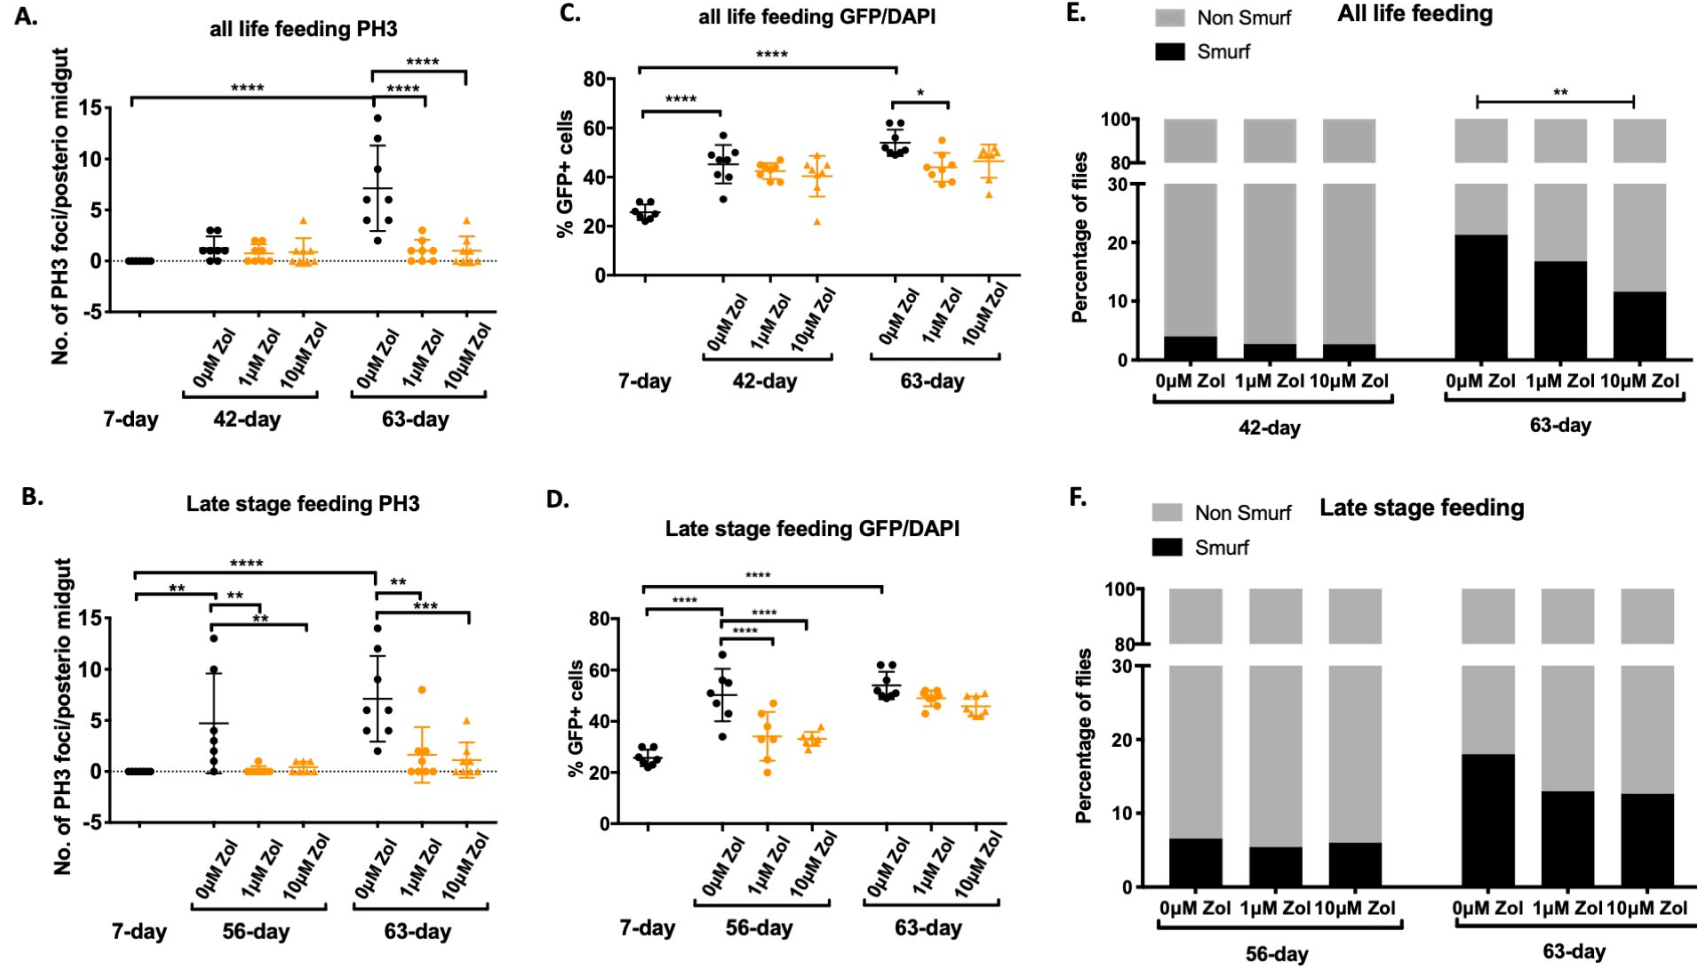 A.
all life feeding PH3
No. of PH3 foci/posterio midgut
15
10
5
0
-5
****
****
****
0µM Zol
1µM Zol
10µM Zol
0µM Zol
1µM Zol
10µM Zol
7-day
42-day
63-day
C.
all life feeding GFP/DAPI
% GFP+ cells
80
60
40
20
0
****
****
*
0µM Zol
1µM Zol
10µM Zol
0µM Zol
1µM Zol
10µM Zol
7-day
42-day
63-day
E.
All life feeding
Non Smurf
Smurf
Percentage of flies
100
80
30
20
10
0
**
0µM Zol
1µM Zol
10µM Zol
0µM Zol
1µM Zol
10µM Zol
42-day
63-day
B.
Late stage feeding PH3
No. of PH3 foci/posterio midgut
15
10
5
0
-5
****
**
**
**
**
***
0µM Zol
1µM Zol
10µM Zol
0µM Zol
1µM Zol
10µM Zol
7-day
56-day
63-day
D.
Late stage feeding GFP/DAPI
% GFP+ cells
80
60
40
20
0
****
****
****
****
0µM Zol
1µM Zol
10µM Zol
0µM Zol
1µM Zol
10µM Zol
7-day
56-day
63-day
F.
Late stage feeding
Non Smurf
Smurf
Percentage of flies
100
80
30
20
10
0
0µM Zol
1µM Zol
10µM Zol
0µM Zol
1µM Zol
10µM Zol
56-day
63-day